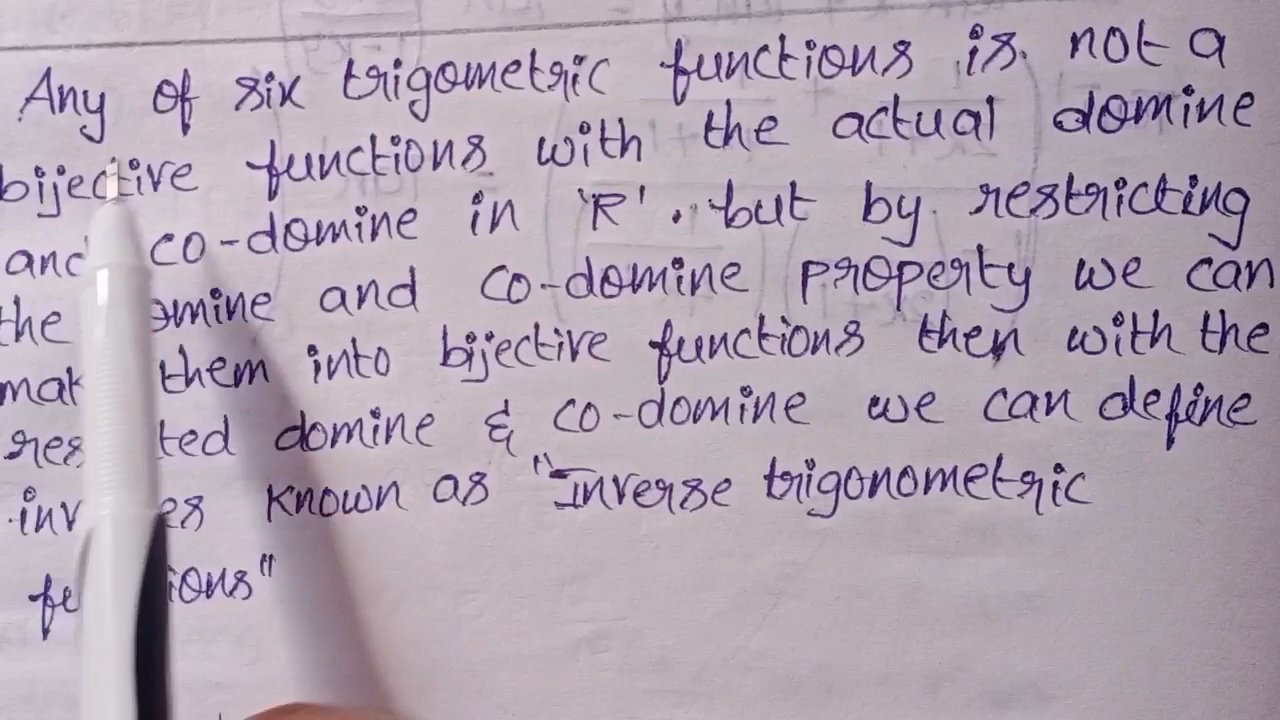 Any of six trigometric functions is not a
bijective functions with the actual domine
and co-domine in 'R'. but by restricting
the domine and co-domine property we can
make them into bijective functions then with the
restricted domine & co-domine we can define
inverses known as "Inverse trigonometric
functions"